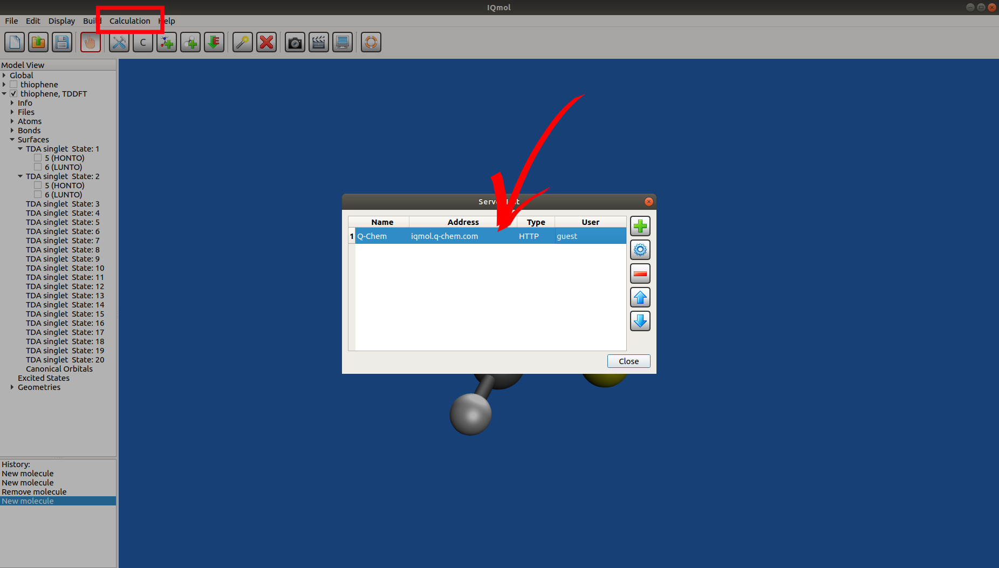 IQmol
File Edit Display Build Calculation Help
C E
Model View
Global
thiophene
thiophene, TDDFT
Info
Files
Atoms
Bonds
Surfaces
TDA singlet State: 1
5 (HONTO)
6 (LUNTO)
TDA singlet State: 2
5 (HONTO)
6 (LUNTO)
TDA singlet State: 3
TDA singlet State: 4
TDA singlet State: 5
TDA singlet State: 6
TDA singlet State: 7
TDA singlet State: 8
TDA singlet State: 9
TDA singlet State: 10
TDA singlet State: 11
TDA singlet State: 12
TDA singlet State: 13
TDA singlet State: 14
TDA singlet State: 15
TDA singlet State: 16
TDA singlet State: 17
TDA singlet State: 18
TDA singlet State: 19
TDA singlet State: 20
Canonical Orbitals
Excited States
Geometries
History:
New molecule
New molecule
Remove molecule
New molecule
Name Address Type User
1 Q-Chem iqmol.q-chem.com HTTP guest
Close